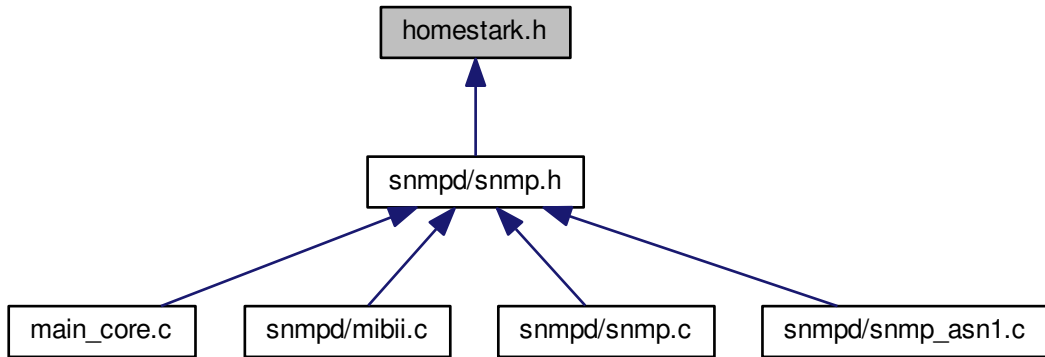 homestark.h
snmpd/snmp.h
main_core.c
snmpd/mibii.c
snmpd/snmp.c
snmpd/snmp_asn1.c